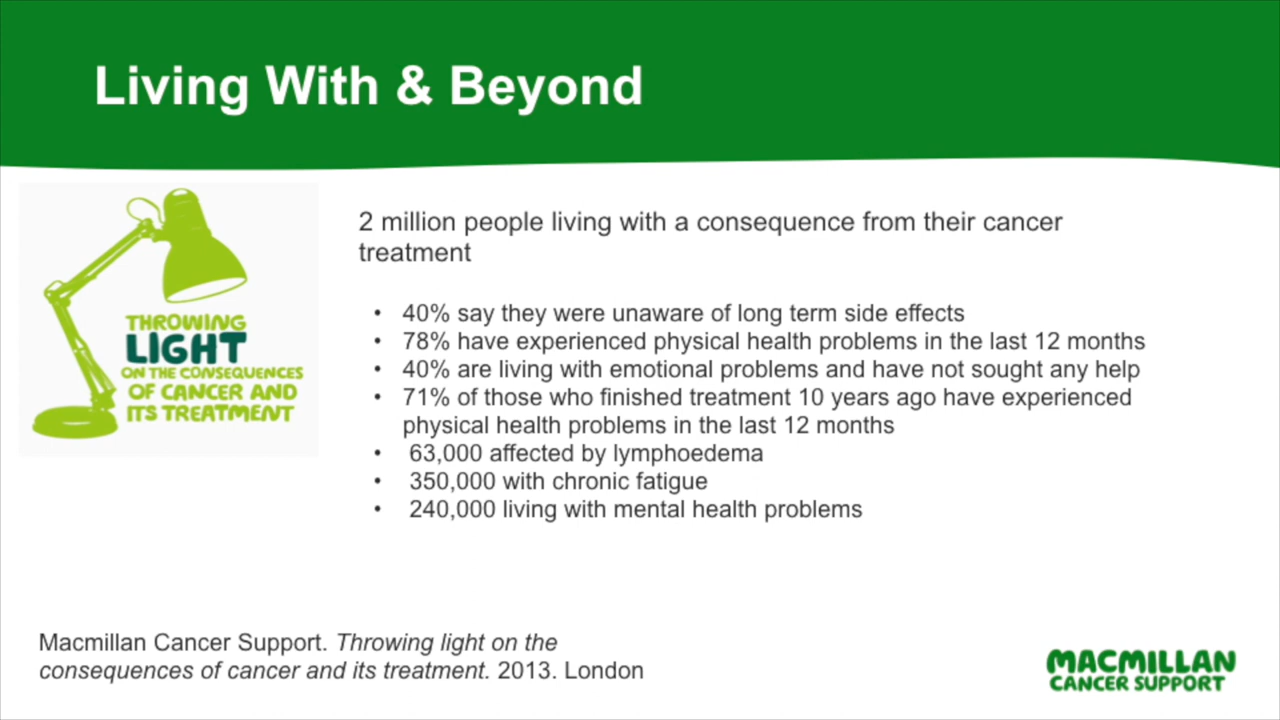 Living With & Beyond
THROWING
LIGHT
ON THE CONSEQUENCES
OF CANCER AND
ITS TREATMENT
2 million people living with a consequence from their cancer
treatment
• 40% say they were unaware of long term side effects
• 78% have experienced physical health problems in the last 12 months
• 40% are living with emotional problems and have not sought any help
• 71% of those who finished treatment 10 years ago have experienced
physical health problems in the last 12 months
• 63,000 affected by lymphoedema
• 350,000 with chronic fatigue
• 240,000 living with mental health problems
Macmillan Cancer Support. Throwing light on the
consequences of cancer and its treatment. 2013. London
MACMILLAN
CANCER SUPPORT